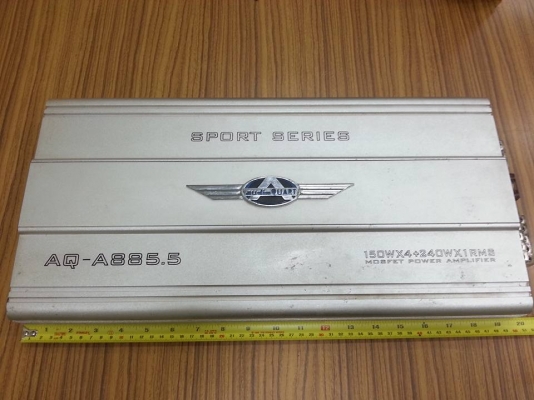 SPORT SERIES
A
AQ-A885.5
150WX4+240WX1RMS
MOSFET POWER AMPLIFIER